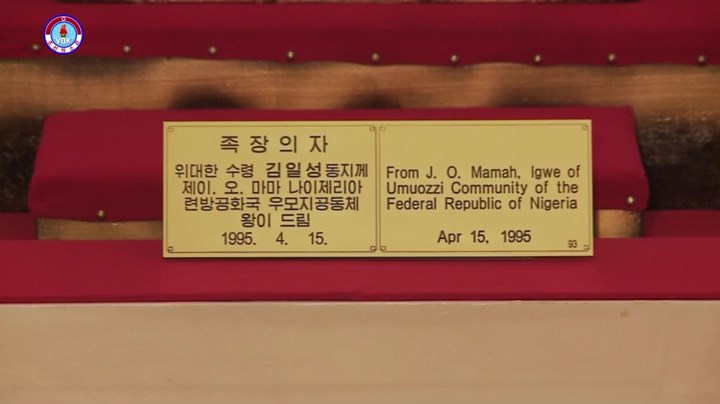 VOK
족장의자
위대한 수령 김일성동지께
제이. 오. 마마 나이제리아
련방공화국 우모지공동체
왕이 드림
1995. 4. 15.
From J. O. Mamah, Igwe of
Umuozzi Community of the
Federal Republic of Nigeria
Apr 15, 1995
93